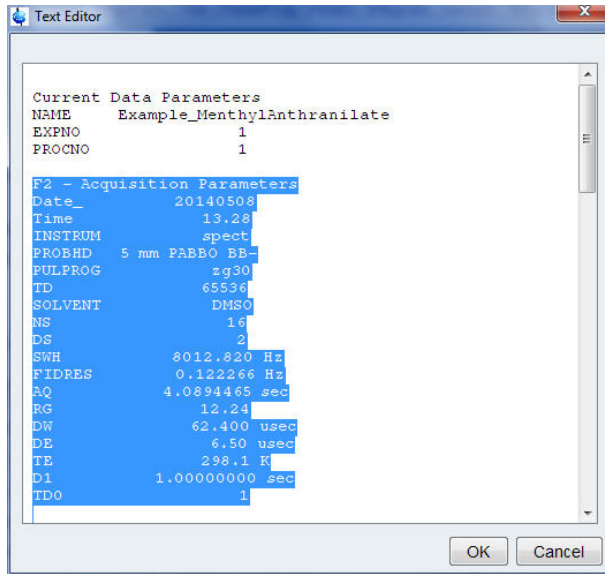 Text Editor
Current Data Parameters
NAME Example_MenthylAnthranilate
EXPNO 1
PROCNO 1
F2 - Acquisition Parameters
Date_ 20140508
Time 13.28
INSTRUM spect
PROBHD 5 mm PABBO BB-
PULPROG zg30
TD 65536
SOLVENT DMSO
NS 16
DS 2
SWH 8012.820 Hz
FIDRES 0.122266 Hz
AQ 4.0894465 sec
RG 12.24
DW 62.400 usec
DE 6.50 usec
TE 298.1 K
D1 1.00000000 sec
TD0 1
OK Cancel